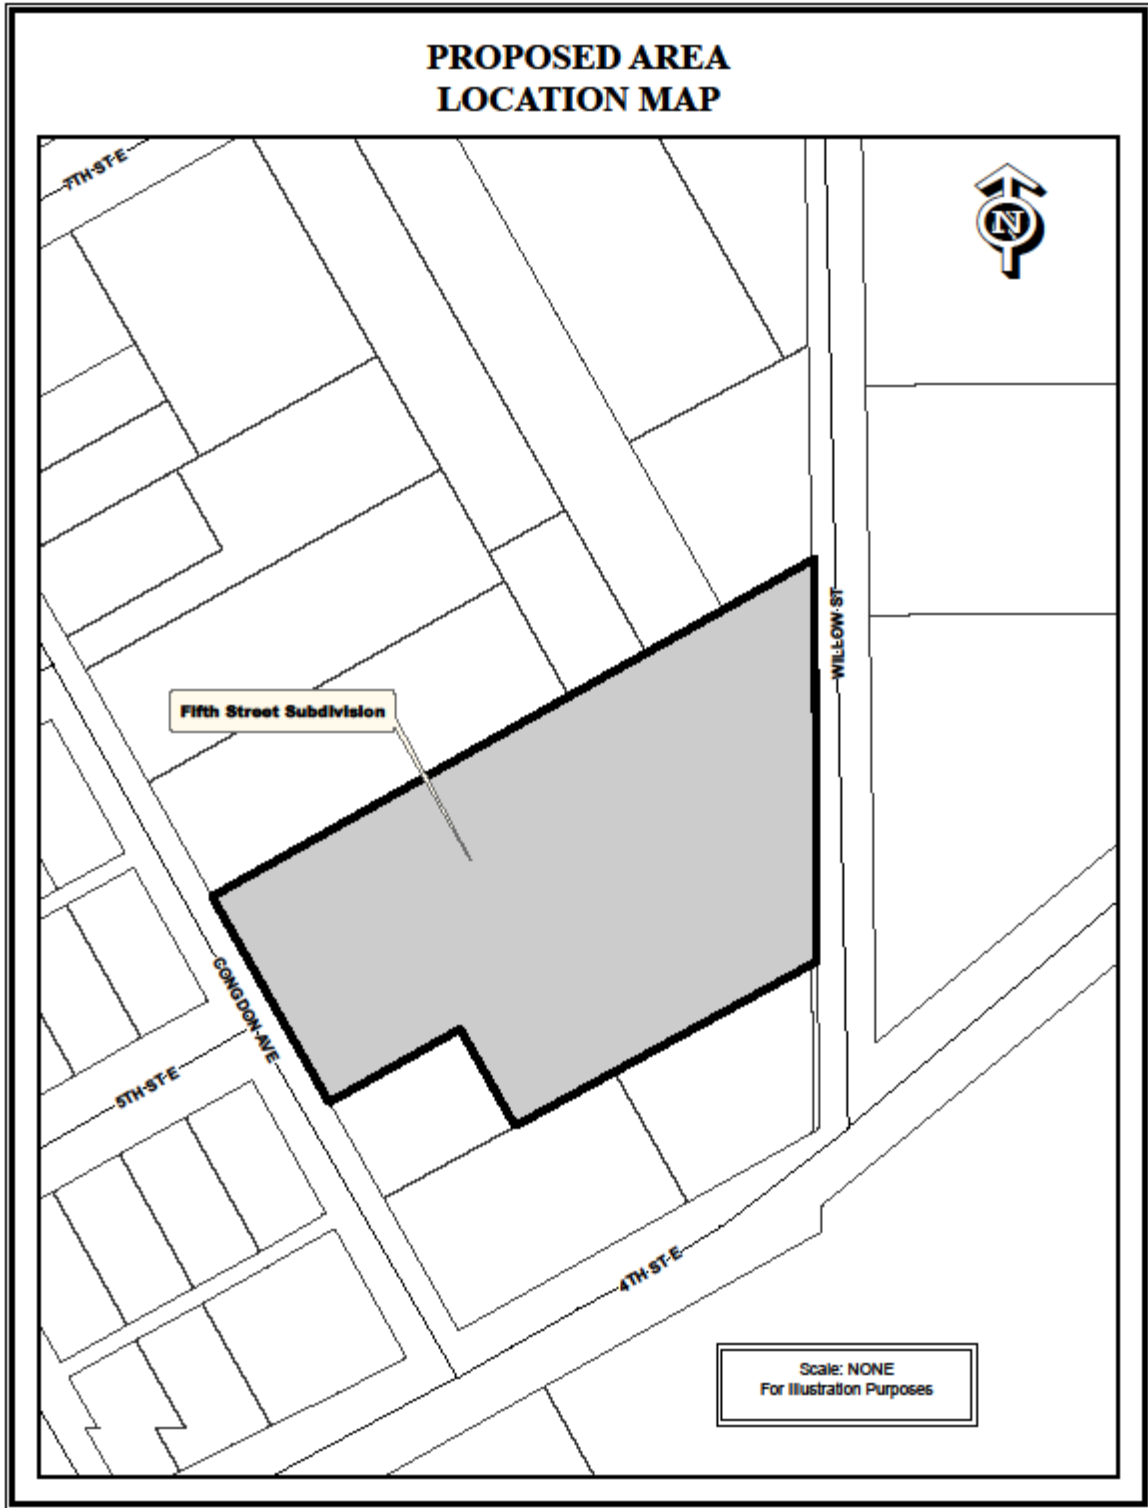 PROPOSED AREA
LOCATION MAP
7TH ST E
N
WILLOW ST
Fifth Street Subdivision
CONGDON AVE
5TH ST E
4TH ST E
Scale: NONE
For Illustration Purposes